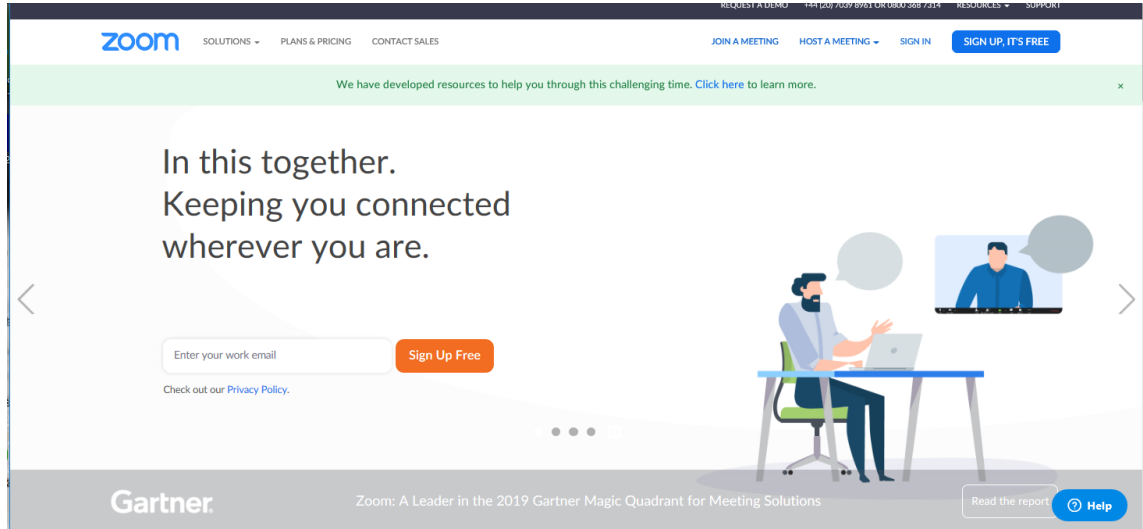 REQUEST A DEMO +44 (20) 7039 8961 OR 0800 368 7314 RESOURCES SUPPORT
zoom SOLUTIONS PLANS & PRICING CONTACT SALES JOIN A MEETING HOST A MEETING SIGN IN SIGN UP, IT'S FREE
We have developed resources to help you through this challenging time. Click here to learn more. ×
In this together.
Keeping you connected
wherever you are.
Enter your work email Sign Up Free
Check out our Privacy Policy.
Gartner. Zoom: A Leader in the 2019 Gartner Magic Quadrant for Meeting Solutions Read the report ? Help